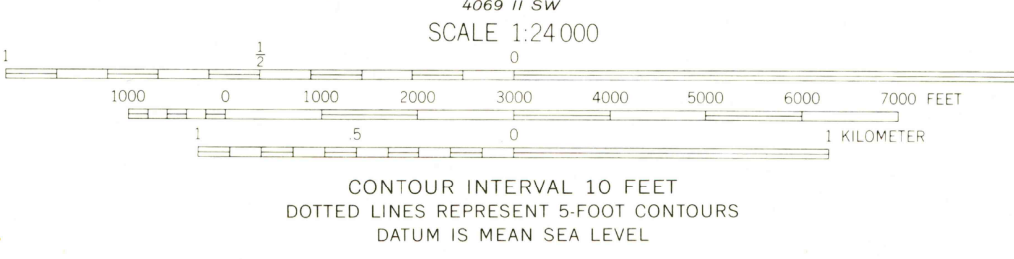 4069 II SW
SCALE 1:24 000
1 1/2 0
1000 0 1000 2000 3000 4000 5000 6000 7000 FEET
1 .5 0 1 KILOMETER
CONTOUR INTERVAL 10 FEET
DOTTED LINES REPRESENT 5-FOOT CONTOURS
DATUM IS MEAN SEA LEVEL